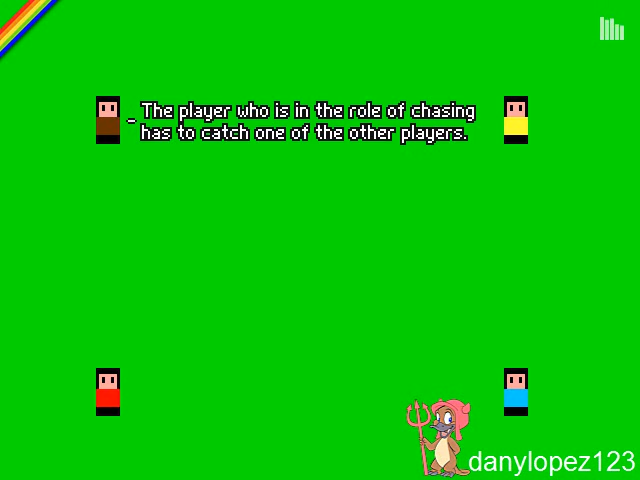 - The player who is in the role of chasing
has to catch one of the other players.
danylopez123